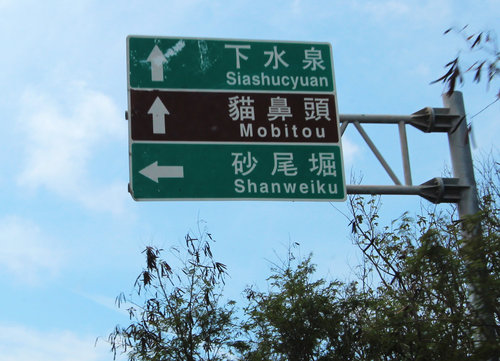 下水泉
Siashucyuan
貓鼻頭
Mobitou
砂尾堀
Shanweiku